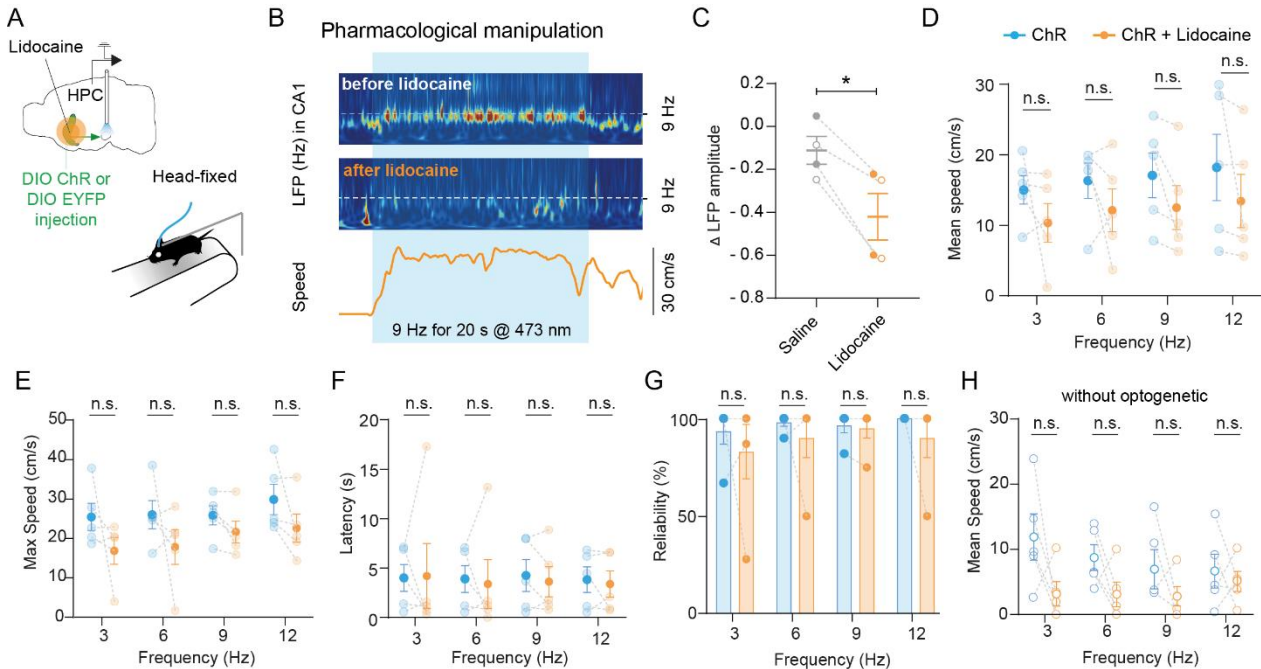 A
Lidocaine
HPC
DIO ChR or
DIO EYFP
injection
Head-fixed
B
Pharmacological manipulation
LFP (Hz) in CA1
before lidocaine
9 Hz
after lidocaine
9 Hz
Speed
30 cm/s
9 Hz for 20 s @ 473 nm
C
Δ LFP amplitude
0.2
0.0
- 0.2
- 0.4
- 0.6
- 0.8
*
Saline
Lidocaine
D
ChR
ChR + Lidocaine
Mean speed (cm/s)
30
20
10
0
n.s.
n.s.
n.s.
n.s.
3
6
9
12
Frequency (Hz)
E
Max Speed (cm/s)
50
40
30
20
10
0
n.s.
n.s.
n.s.
n.s.
3
6
9
12
Frequency (Hz)
F
Latency (s)
20
15
10
5
0
n.s.
n.s.
n.s.
n.s.
3
6
9
12
Frequency (Hz)
G
Reliability (%)
100
50
0
n.s.
n.s.
n.s.
n.s.
3
6
9
12
Frequency (Hz)
H
without optogenetic
Mean Speed (cm/s)
30
20
10
0
n.s.
n.s.
n.s.
n.s.
3
6
9
12
Frequency (Hz)